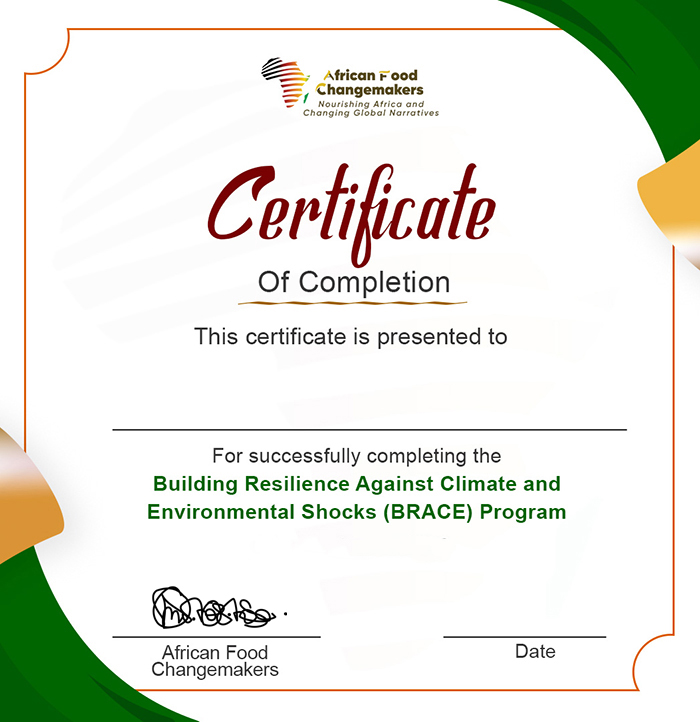 African Food
Changemakers
Nourishing Africa and
Changing Global Narratives
Certificate
Of Completion
This certificate is presented to
For successfully completing the
Building Resilience Against Climate and
Environmental Shocks (BRACE) Program
African Food
Changemakers
Date